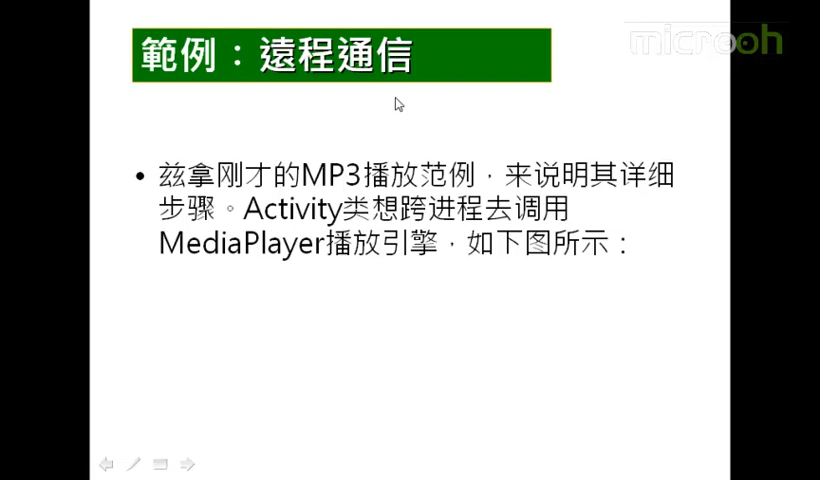 microoh
範例：遠程通信
• 兹拿刚才的MP3播放范例，来说明其详细
步骤。Activity类想跨进程去调用
MediaPlayer播放引擎，如下图所示：